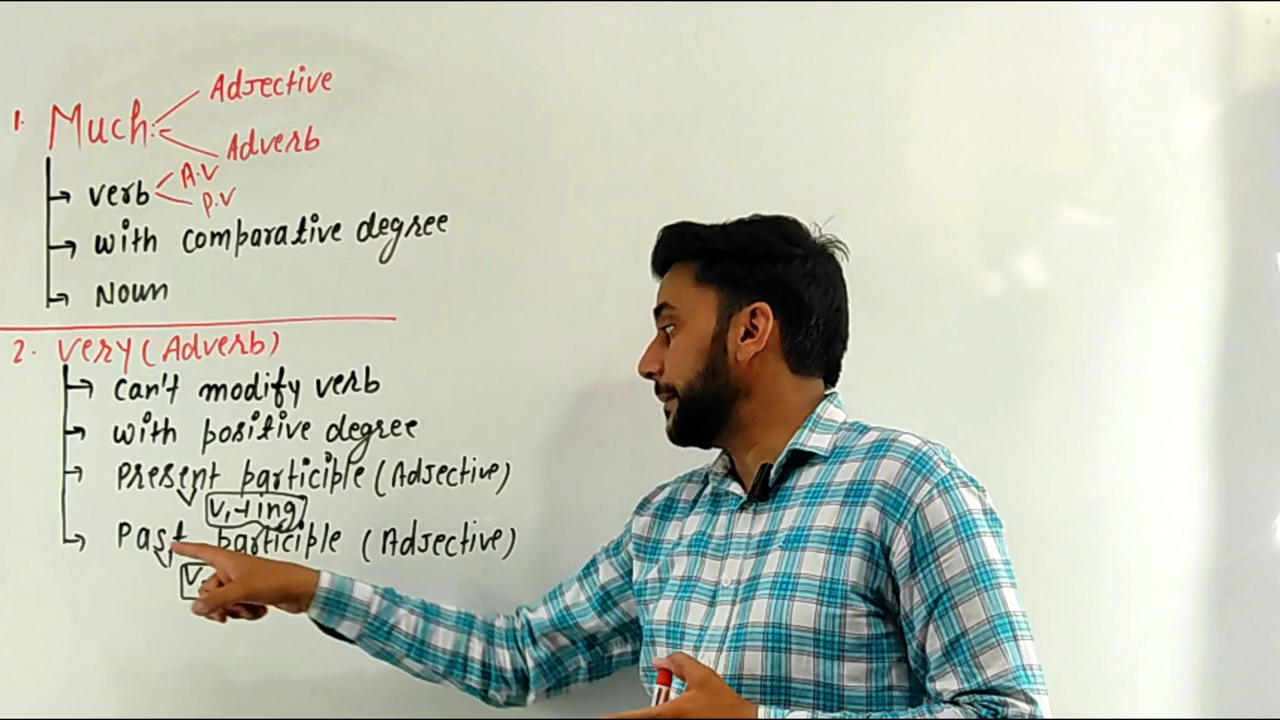 Adjective
1. Much:-
Adverb
A.V
verb
P.V
with comparative degree
Noun
2. very (Adverb)
can't modify verb
with positive degree
present participle (Adjective)
V1+ing
Past participle (Adjective)